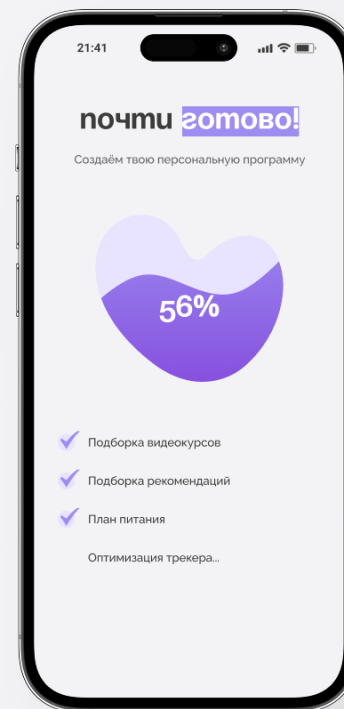 21:41
почти готово!
Создаём твою персональную программу
56%
Подборка видеокурсов
Подборка рекомендаций
План питания
Оптимизация трекера...